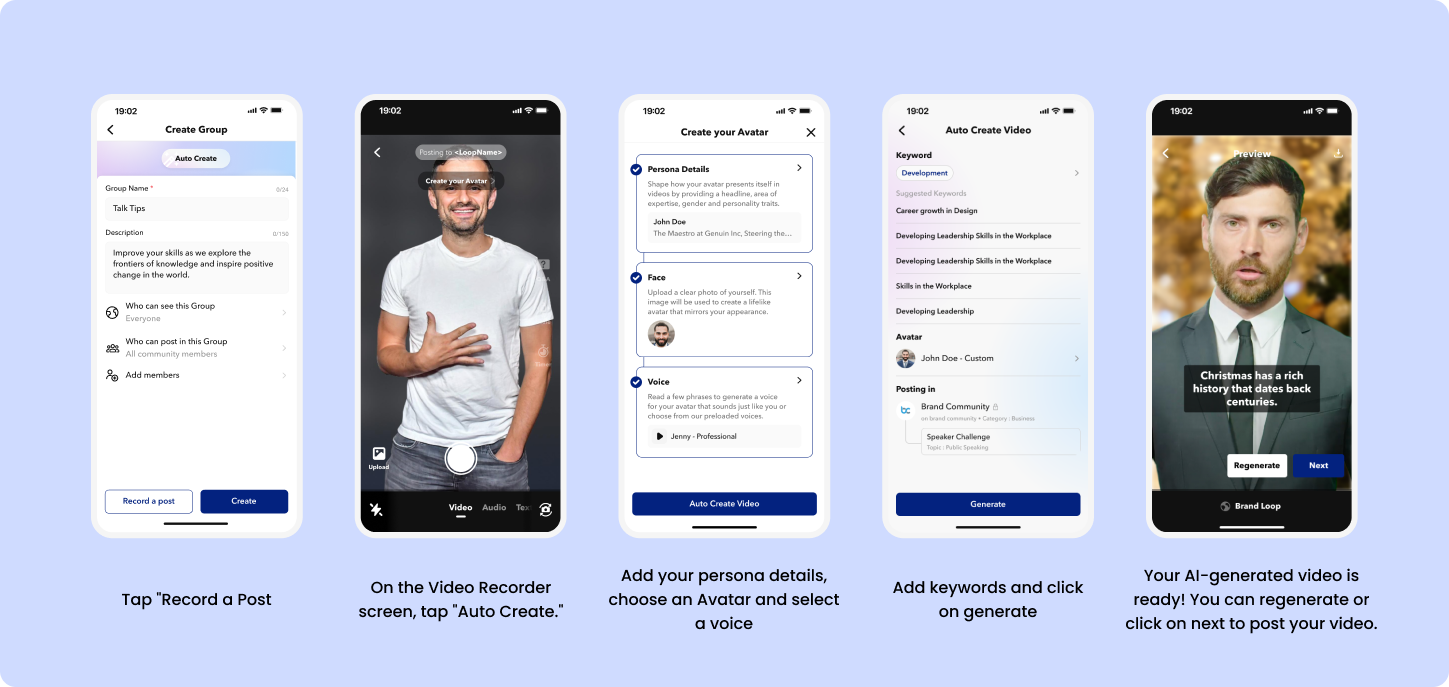 19:02
Create Group
Auto Create
Group Name *
0/24
Talk Tips
Description
0/150
Improve your skills as we explore the
frontiers of knowledge and inspire positive
change in the world.
Who can see this Group
Everyone
Who can post in this Group
All community members
Add members
Record a post
Create
Tap "Record a Post
19:02
Posting to <LoopName>
Create your Avatar
Upload
Video
Audio
On the Video Recorder
screen, tap "Auto Create."
19:02
Create your Avatar
Persona Details
Shape how your avatar presents itself in
videos by providing a headline, area of
expertise, gender and personality traits.
John Doe
The Maestro at Genuin Inc, Steering the...
Face
Upload a clear photo of yourself. This
image will be used to create a lifelike
avatar that mirrors your appearance.
Voice
Read a few phrases to generate a voice
for your avatar that sounds just like you or
choose from our preloaded voices.
Jenny - Professional
Auto Create Video
Add your persona details,
choose an Avatar and select
a voice
19:02
Auto Create Video
Keyword
Development
Suggested Keywords
Career growth in Design
Developing Leadership Skills in the Workplace
Developing Leadership Skills in the Workplace
Skills in the Workplace
Developing Leadership
Avatar
John Doe - Custom
Posting in
bc
Brand Community
on brand community • Category : Business
Speaker Challenge
Topic : Public Speaking
Generate
Add keywords and click
on generate
19:02
Preview
Christmas has a rich
history that dates back
centuries.
Regenerate
Next
Brand Loop
Your AI-generated video is
ready! You can regenerate or
click on next to post your video.